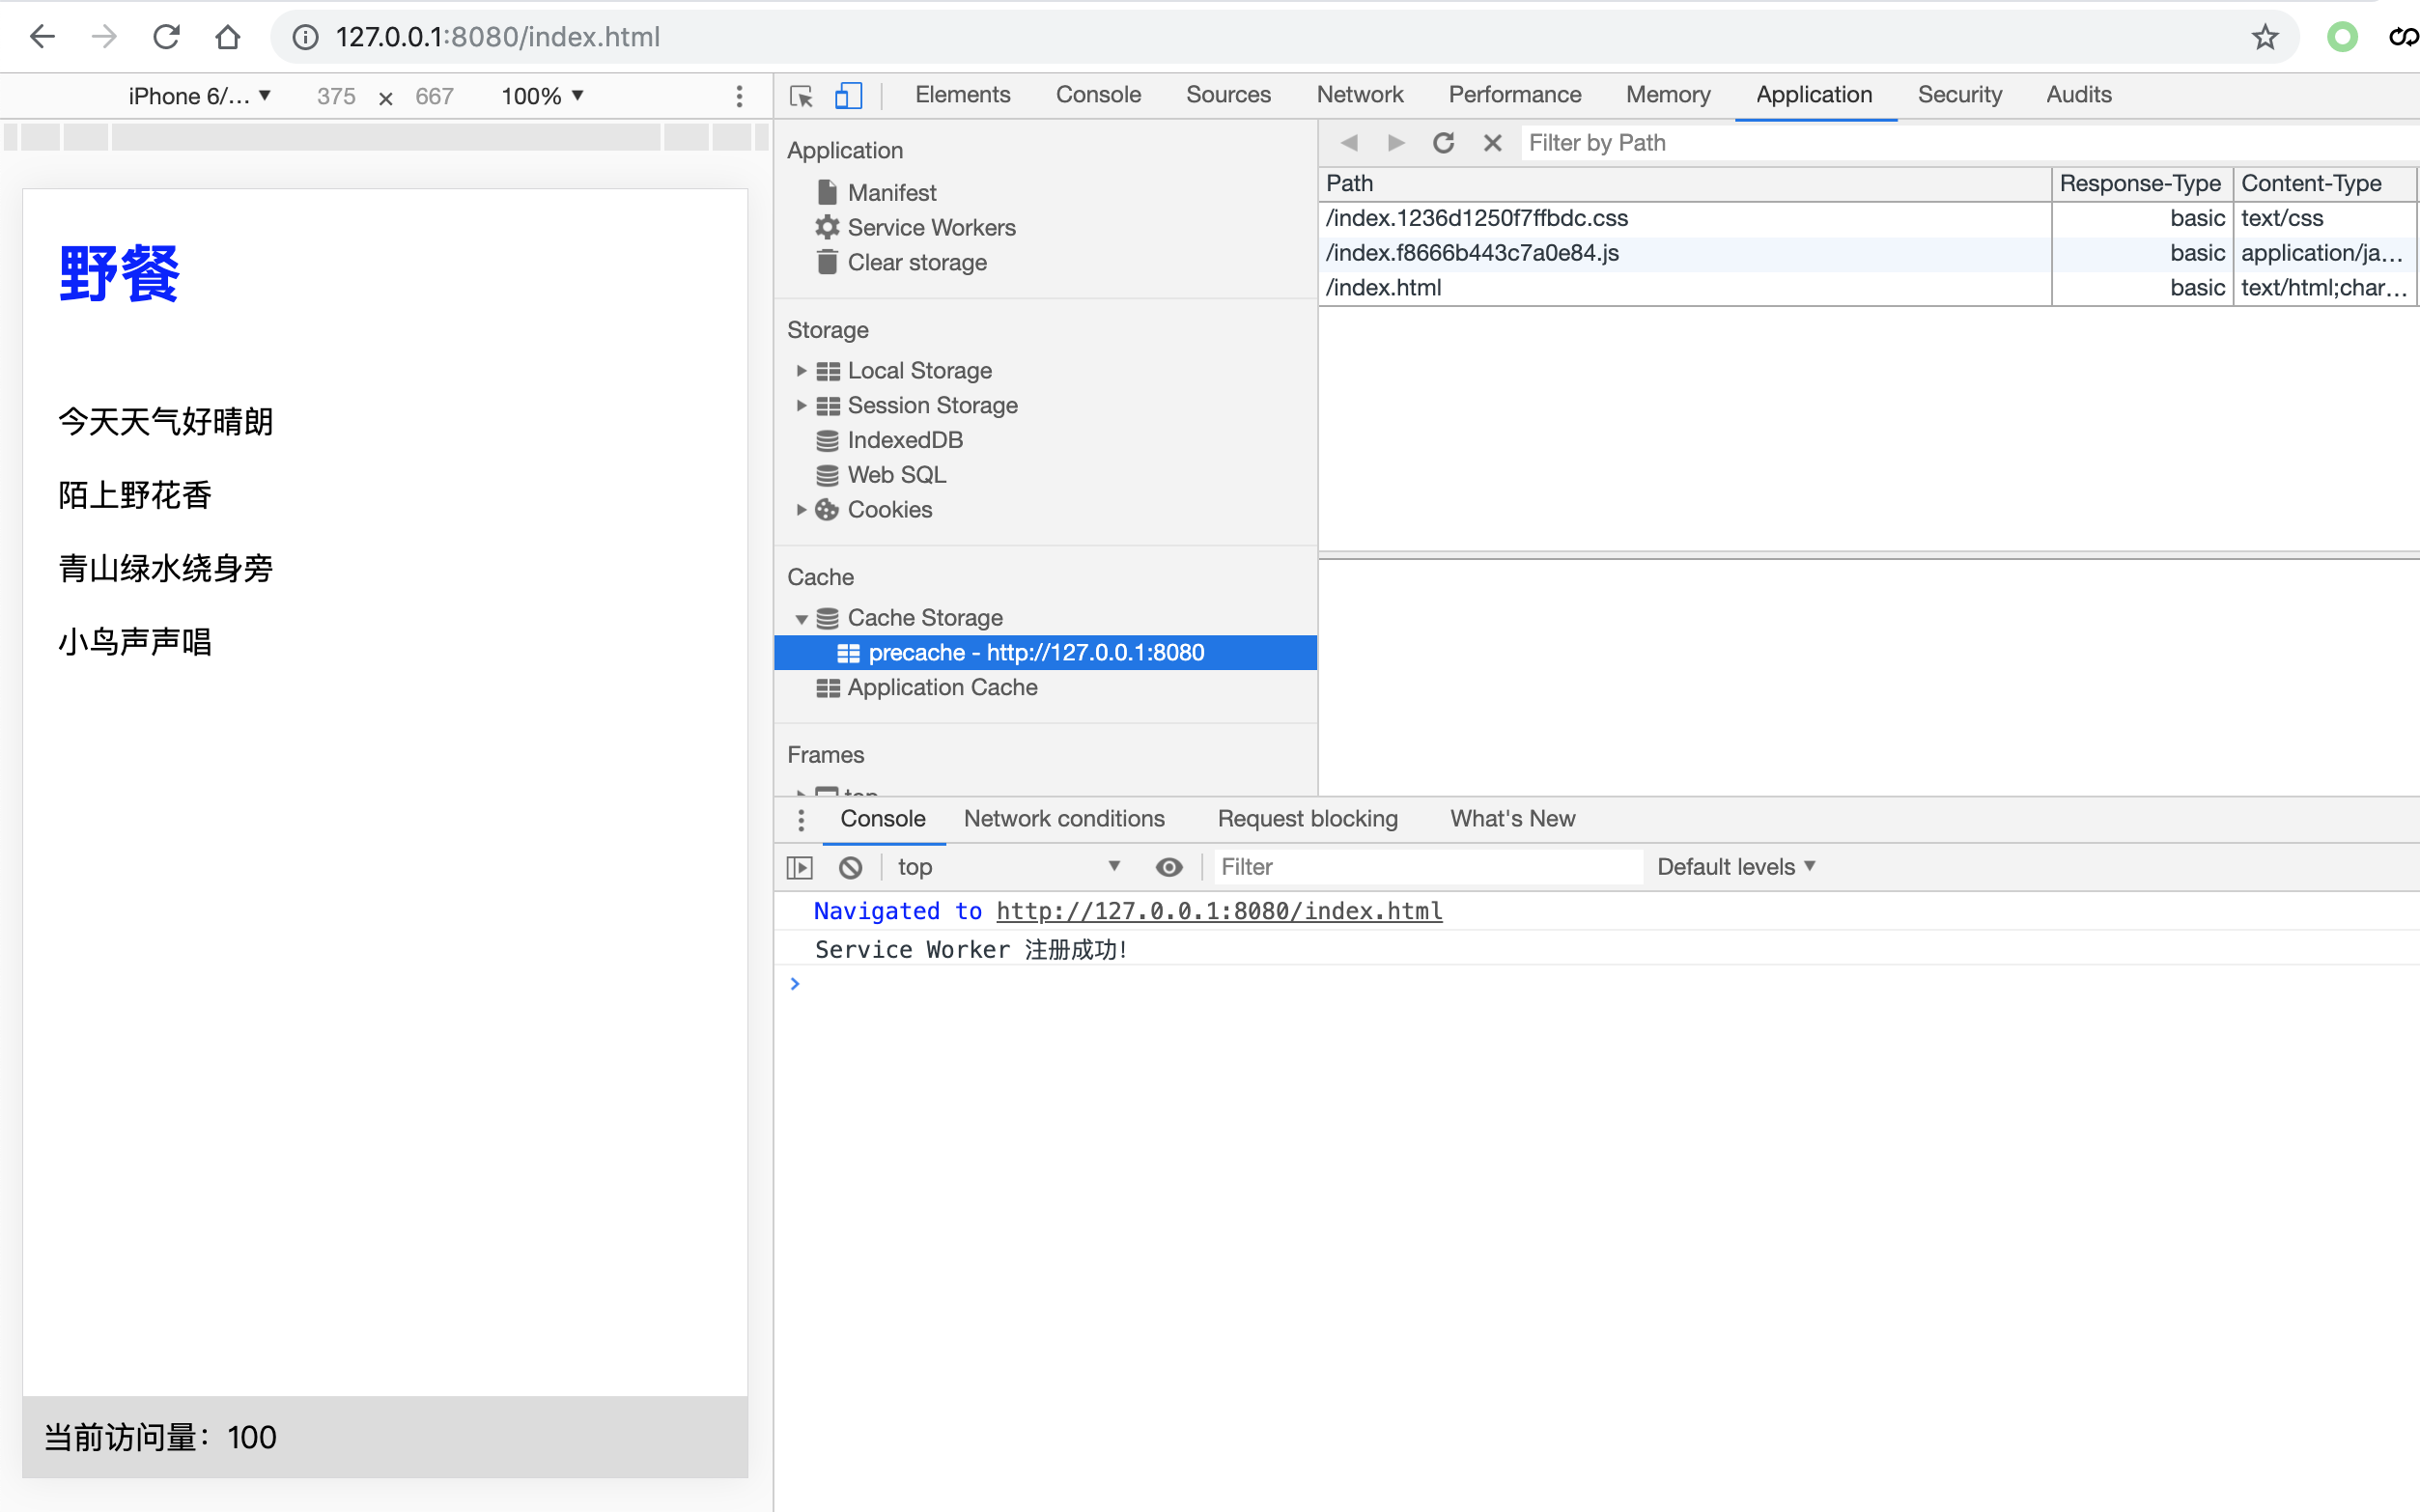 127.0.0.1:8080/index.html
iPhone 6/… 375 × 667 100%
Elements Console Sources Network Performance Memory Application Security Audits
野餐
今天天气好晴朗
陌上野花香
青山绿水绕身旁
小鸟声声唱
当前访问量：100
Application
Manifest
Service Workers
Clear storage
Storage
Local Storage
Session Storage
IndexedDB
Web SQL
Cookies
Cache
Cache Storage
precache - http://127.0.0.1:8080
Application Cache
Frames
top
Filter by Path
Path Response-Type Content-Type
/index.1236d1250f7ffbdc.css basic text/css
/index.f8666b443c7a0e84.js basic application/ja…
/index.html basic text/html;char…
Console Network conditions Request blocking What's New
top Filter Default levels
Navigated to http://127.0.0.1:8080/index.html
Service Worker 注册成功!